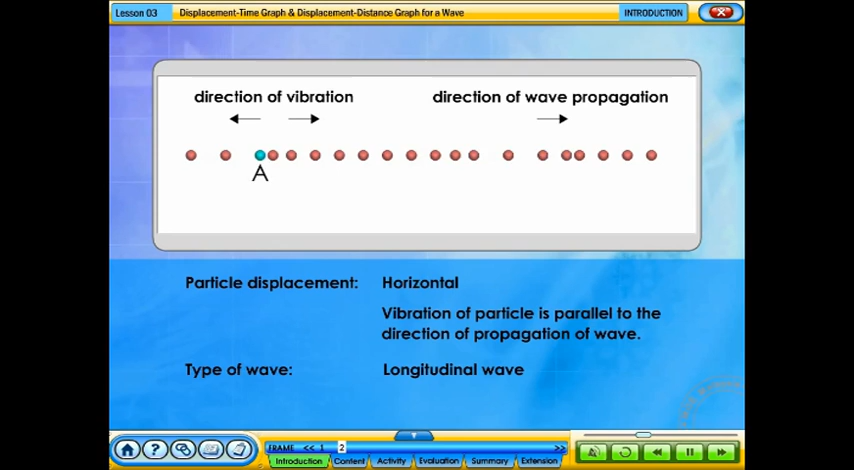 Lesson 03 Displacement-Time Graph & Displacement-Distance Graph for a Wave INTRODUCTION
direction of vibration direction of wave propagation
A
Particle displacement: Horizontal
Vibration of particle is parallel to the
direction of propagation of wave.
Type of wave: Longitudinal wave
FRAME << 1 2 >>
Introduction Content Activity Evaluation Summary Extension